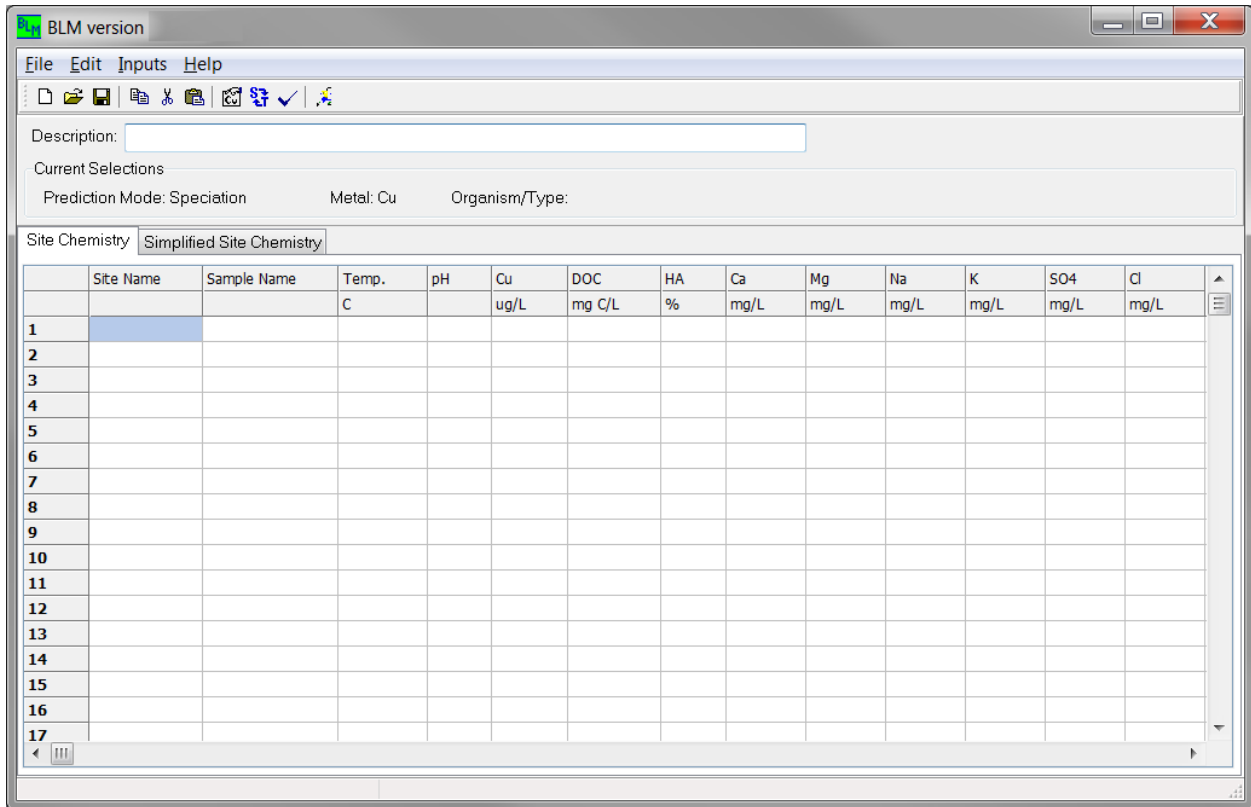 BLM BLM version
File Edit Inputs Help
Cu S T
Description:
Current Selections
Prediction Mode: Speciation Metal: Cu Organism/Type:
Site Chemistry Simplified Site Chemistry
Site Name Sample Name Temp. pH Cu DOC HA Ca Mg Na K SO4 Cl
C ug/L mg C/L % mg/L mg/L mg/L mg/L mg/L mg/L
1
2
3
4
5
6
7
8
9
10
11
12
13
14
15
16
17